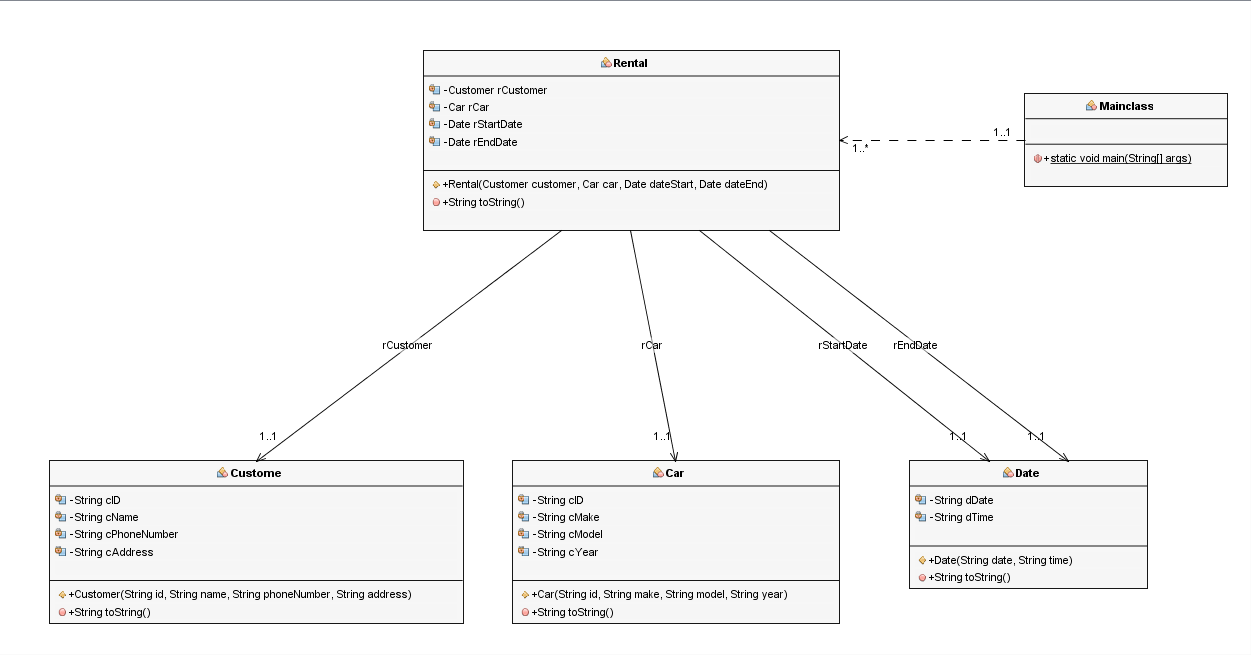 Rental
-Customer rCustomer
-Car rCar
-Date rStartDate
-Date rEndDate
+Rental(Customer customer, Car car, Date dateStart, Date dateEnd)
+String toString()
Mainclass
+static void main(String[] args)
1..1
1..*
rCustomer
rCar
rStartDate
rEndDate
1..1
1..1
1..1
1..1
Custome
-String cID
-String cName
-String cPhoneNumber
-String cAddress
+Customer(String id, String name, String phoneNumber, String address)
+String toString()
Car
-String cID
-String cMake
-String cModel
-String cYear
+Car(String id, String make, String model, String year)
+String toString()
Date
-String dDate
-String dTime
+Date(String date, String time)
+String toString()